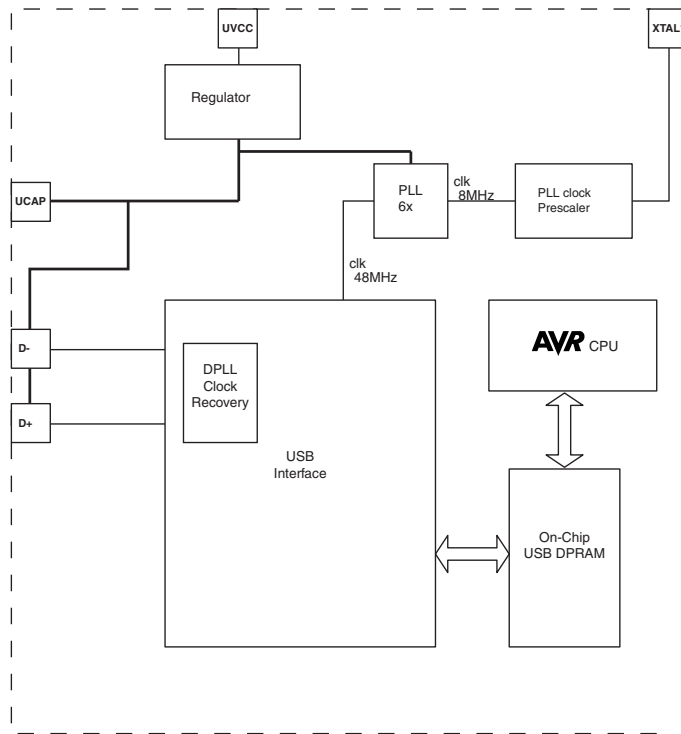 UVCC
XTAL1
Regulator
UCAP
PLL
6x
clk
8MHz
PLL clock
Prescaler
clk
48MHz
D-
D+
DPLL
Clock
Recovery
USB
Interface
AVR CPU
On-Chip
USB DPRAM